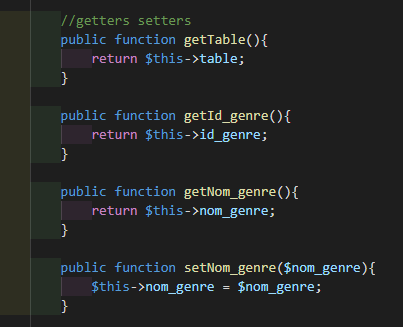 //getters setters
public function getTable(){
return $this->table;
}
public function getId_genre(){
return $this->id_genre;
}
public function getNom_genre(){
return $this->nom_genre;
}
public function setNom_genre($nom_genre){
$this->nom_genre = $nom_genre;
}